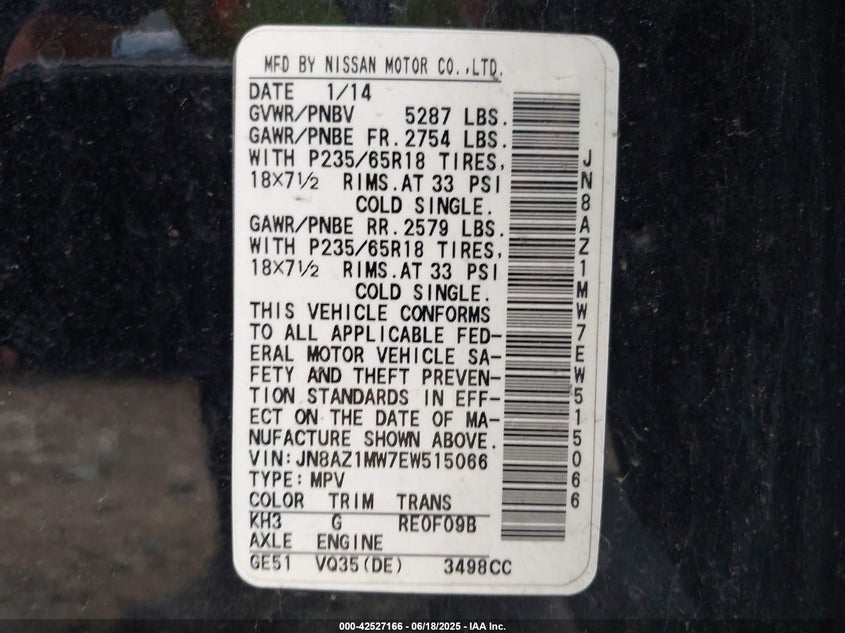 MFD BY NISSAN MOTOR CO.,LTD.
DATE 1/14
GVWR/PNBV 5287 LBS.
GAWR/PNBE FR.2754 LBS.
WITH P235/65R18 TIRES,
18×7½ RIMS.AT 33 PSI
COLD SINGLE.
GAWR/PNBE RR.2579 LBS.
WITH P235/65R18 TIRES,
18×7½ RIMS.AT 33 PSI
COLD SINGLE.
THIS VEHICLE CONFORMS
TO ALL APPLICABLE FED-
ERAL MOTOR VEHICLE SA-
FETY AND THEFT PREVEN-
TION STANDARDS IN EFF-
ECT ON THE DATE OF MA-
NUFACTURE SHOWN ABOVE.
VIN:JN8AZ1MW7EW515066
TYPE:MPV
COLOR TRIM TRANS
KH3 G RE0F09B
AXLE ENGINE
GE51 VQ35(DE) 3498CC
JN8AZ1MW7EW515066
000-42527166 - 06/18/2025 - IAA Inc.